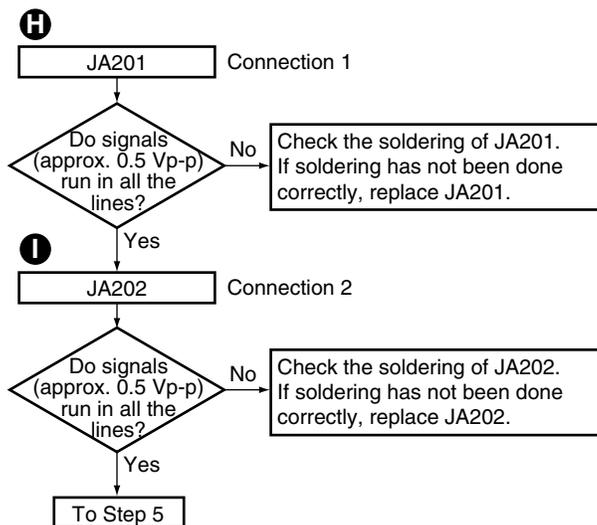 H
JA201
Connection 1
Do signals
(approx. 0.5 Vp-p)
run in all the
lines?
No
Check the soldering of JA201.
If soldering has not been done
correctly, replace JA201.
Yes
I
JA202
Connection 2
Do signals
(approx. 0.5 Vp-p)
run in all the
lines?
No
Check the soldering of JA202.
If soldering has not been done
correctly, replace JA202.
Yes
To Step 5